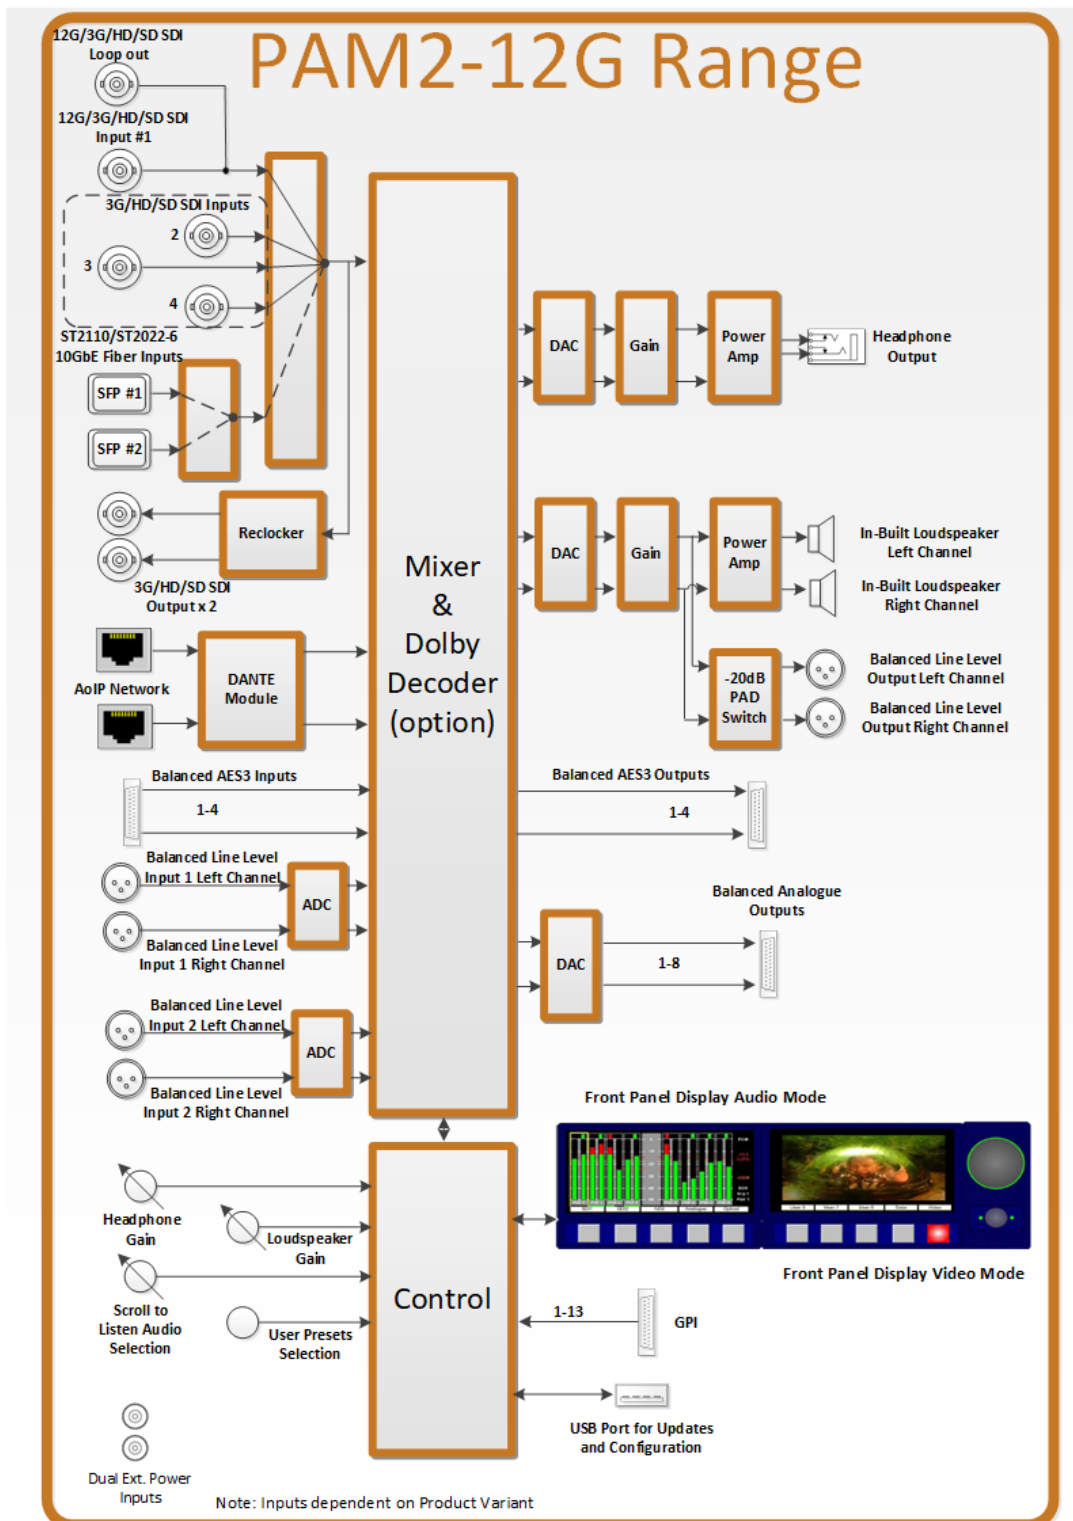 PAM2-12G Range
12G/3G/HD/SD SDI
Loop out
12G/3G/HD/SD SDI
Input #1
3G/HD/SD SDI Inputs
2
3
4
ST2110/ST2022-6
10GbE Fiber Inputs
SFP #1
SFP #2
Reclocker
3G/HD/SD SDI
Output x 2
AoIP Network
DANTE
Module
Balanced AES3 Inputs
1-4
Balanced Line Level
Input 1 Left Channel
ADC
Balanced Line Level
Input 1 Right Channel
Balanced Line Level
Input 2 Left Channel
ADC
Balanced Line Level
Input 2 Right Channel
Mixer
&
Dolby
Decoder
(option)
DAC
Gain
Power
Amp
Headphone
Output
DAC
Gain
Power
Amp
In-Built Loudspeaker
Left Channel
In-Built Loudspeaker
Right Channel
-20dB
PAD
Switch
Balanced Line Level
Output Left Channel
Balanced Line Level
Output Right Channel
Balanced AES3 Outputs
1-4
Balanced Analogue
Outputs
DAC
1-8
Front Panel Display Audio Mode
Front Panel Display Video Mode
Headphone
Gain
Loudspeaker
Gain
Scroll to
Listen Audio
Selection
User Presets
Selection
Control
1-13
GPI
USB Port for Updates
and Configuration
Dual Ext. Power
Inputs
Note: Inputs dependent on Product Variant